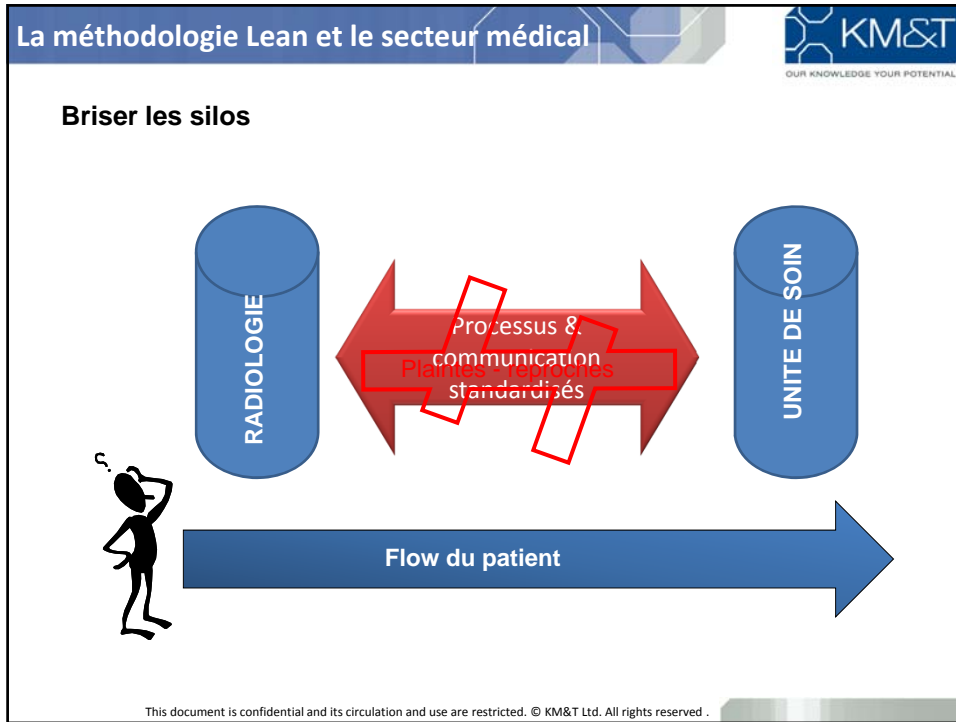 La méthodologie Lean et le secteur médical
KM&T
OUR KNOWLEDGE YOUR POTENTIAL
Briser les silos
RADIOLOGIE
Processus &
communication
standardisés
Plaintes - reproches
UNITE DE SOIN
?
Flow du patient
This document is confidential and its circulation and use are restricted. © KM&T Ltd. All rights reserved .